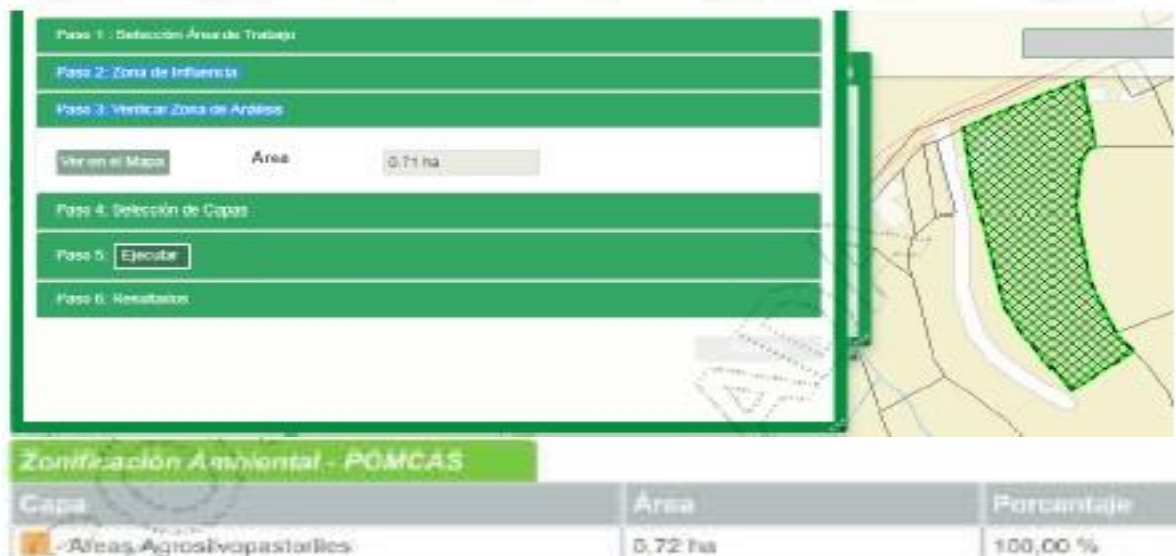 Paso 1 : Selección Área de Trabajo
Paso 2: Zona de Influencia
Paso 3: Verificar Zona de Análisis
Ver en el Mapa Área 0.71 ha
Paso 4: Selección de Capas
Paso 5: Ejecutar
Paso 6: Resultados
Zonificación Ambiental - POMCAS
Capa Área Porcentaje
Áreas Agrosilvopastoriles 0,72 ha 100,00 %